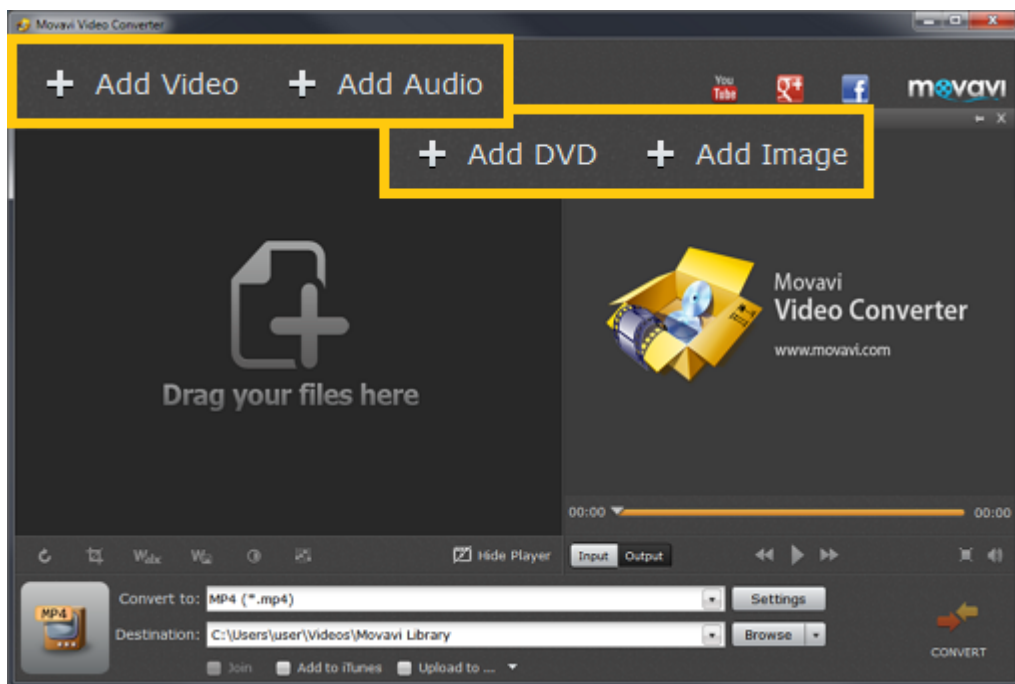 Movavi Video Converter
+ Add Video + Add Audio
You Tube
g+
f
movavi
+ Add DVD + Add Image
Drag your files here
Movavi
Video Converter
www.movavi.com
00:00 00:00
Hide Player
Input Output
MP4
Convert to: MP4 (*.mp4) Settings
Destination: C:\Users\user\Videos\Movavi Library Browse
Join Add to iTunes Upload to ...
CONVERT